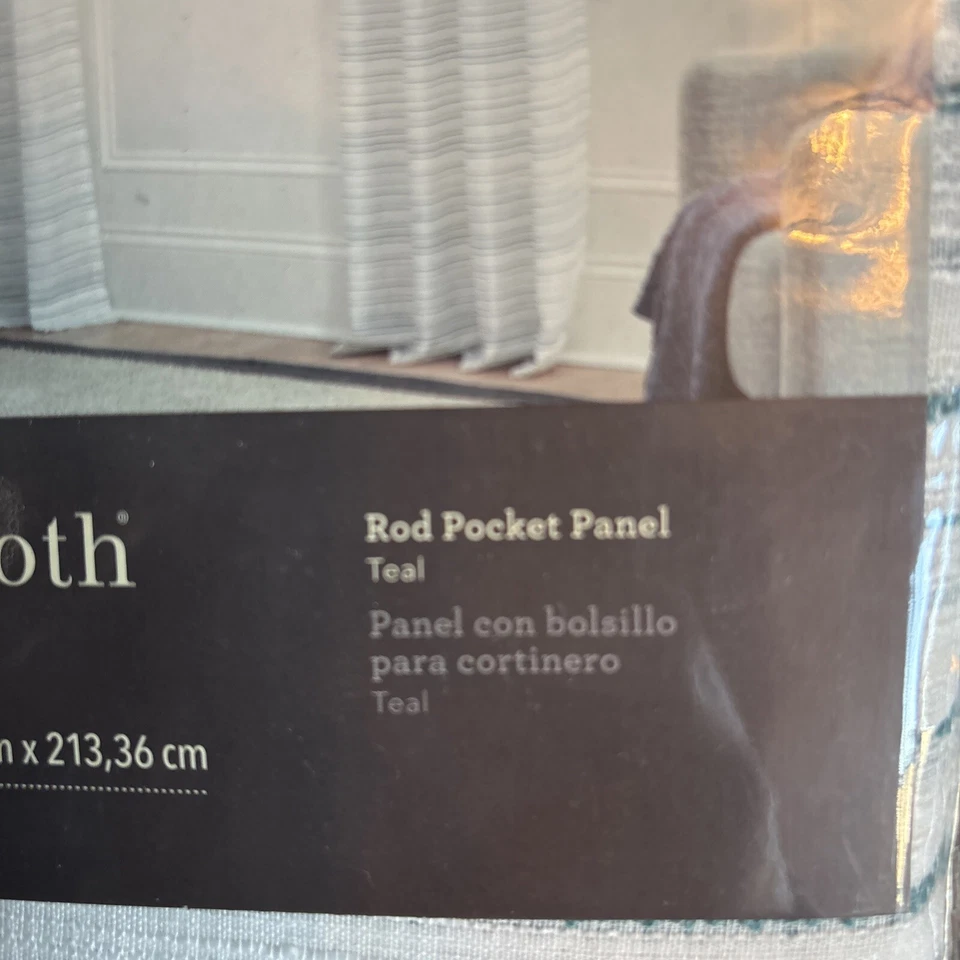 oth®
Rod Pocket Panel
Teal
Panel con bolsillo
para cortinero
Teal
x 213,36 cm